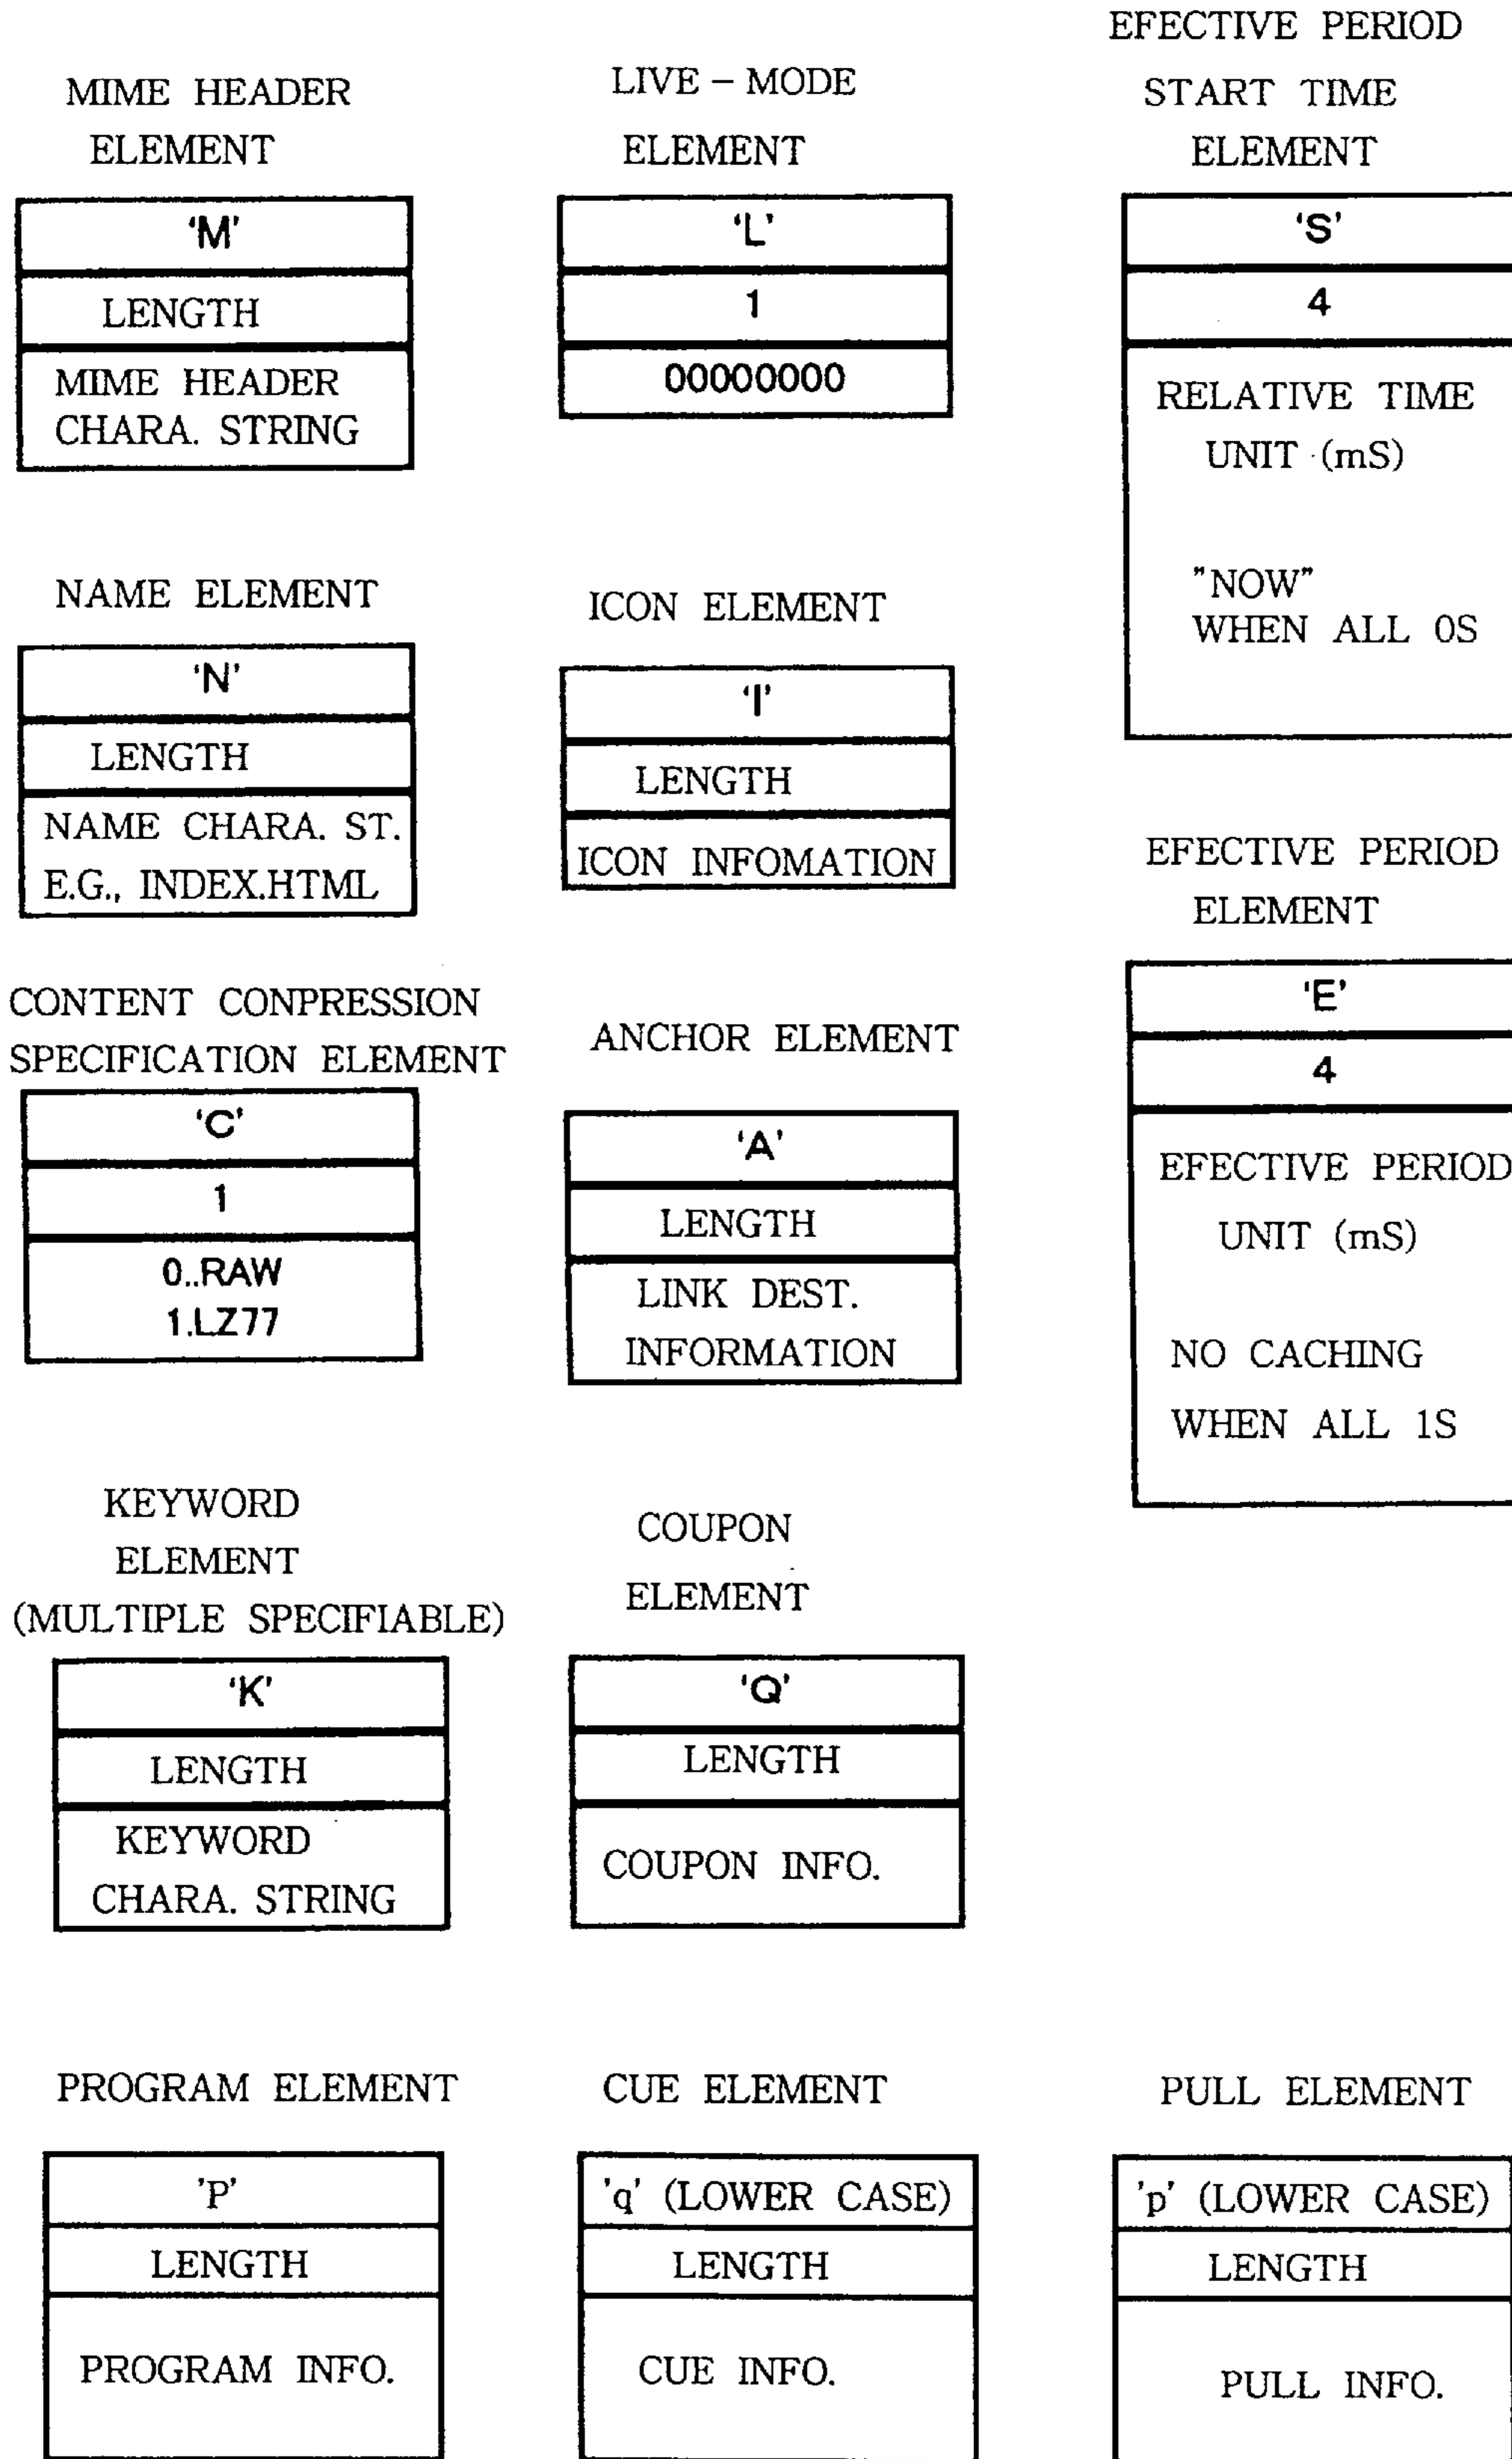 MIME HEADER
ELEMENT
'M'
LENGTH
MIME HEADER
CHARA. STRING
LIVE – MODE
ELEMENT
'L'
1
00000000
EFECTIVE PERIOD
START TIME
ELEMENT
'S'
4
RELATIVE TIME
UNIT (mS)
"NOW"
WHEN ALL 0S
NAME ELEMENT
'N'
LENGTH
NAME CHARA. ST.
E.G., INDEX.HTML
ICON ELEMENT
'I'
LENGTH
ICON INFOMATION
EFECTIVE PERIOD
ELEMENT
'E'
4
EFECTIVE PERIOD
UNIT (mS)
NO CACHING
WHEN ALL 1S
CONTENT CONPRESSION
SPECIFICATION ELEMENT
'C'
1
0..RAW
1.LZ77
ANCHOR ELEMENT
'A'
LENGTH
LINK DEST.
INFORMATION
KEYWORD
ELEMENT
(MULTIPLE SPECIFIABLE)
'K'
LENGTH
KEYWORD
CHARA. STRING
COUPON
ELEMENT
'Q'
LENGTH
COUPON INFO.
PROGRAM ELEMENT
'P'
LENGTH
PROGRAM INFO.
CUE ELEMENT
'q' (LOWER CASE)
LENGTH
CUE INFO.
PULL ELEMENT
'p' (LOWER CASE)
LENGTH
PULL INFO.